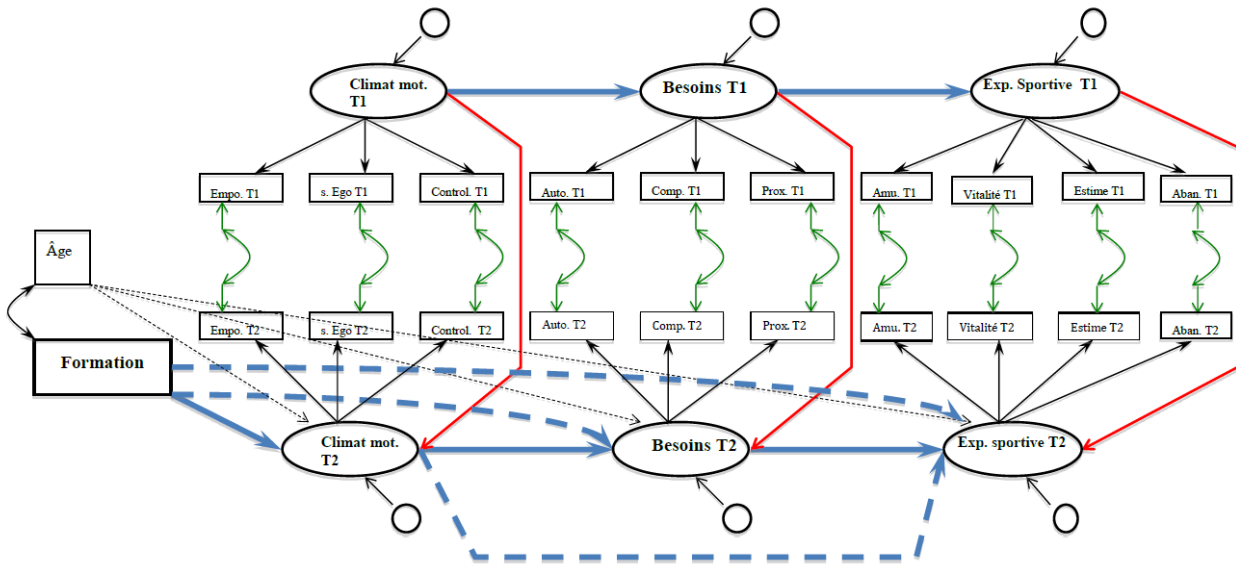 Climat mot.
T1
Besoins T1
Exp. Sportive T1
Empo. T1
s. Ego T1
Control. T1
Auto. T1
Comp. T1
Prox. T1
Amu. T1
Vitalité T1
Estime T1
Aban. T1
Âge
Empo. T2
s. Ego T2
Control. T2
Auto. T2
Comp. T2
Prox. T2
Amu. T2
Vitalité T2
Estime T2
Aban. T2
Formation
Climat mot.
T2
Besoins T2
Exp. sportive T2